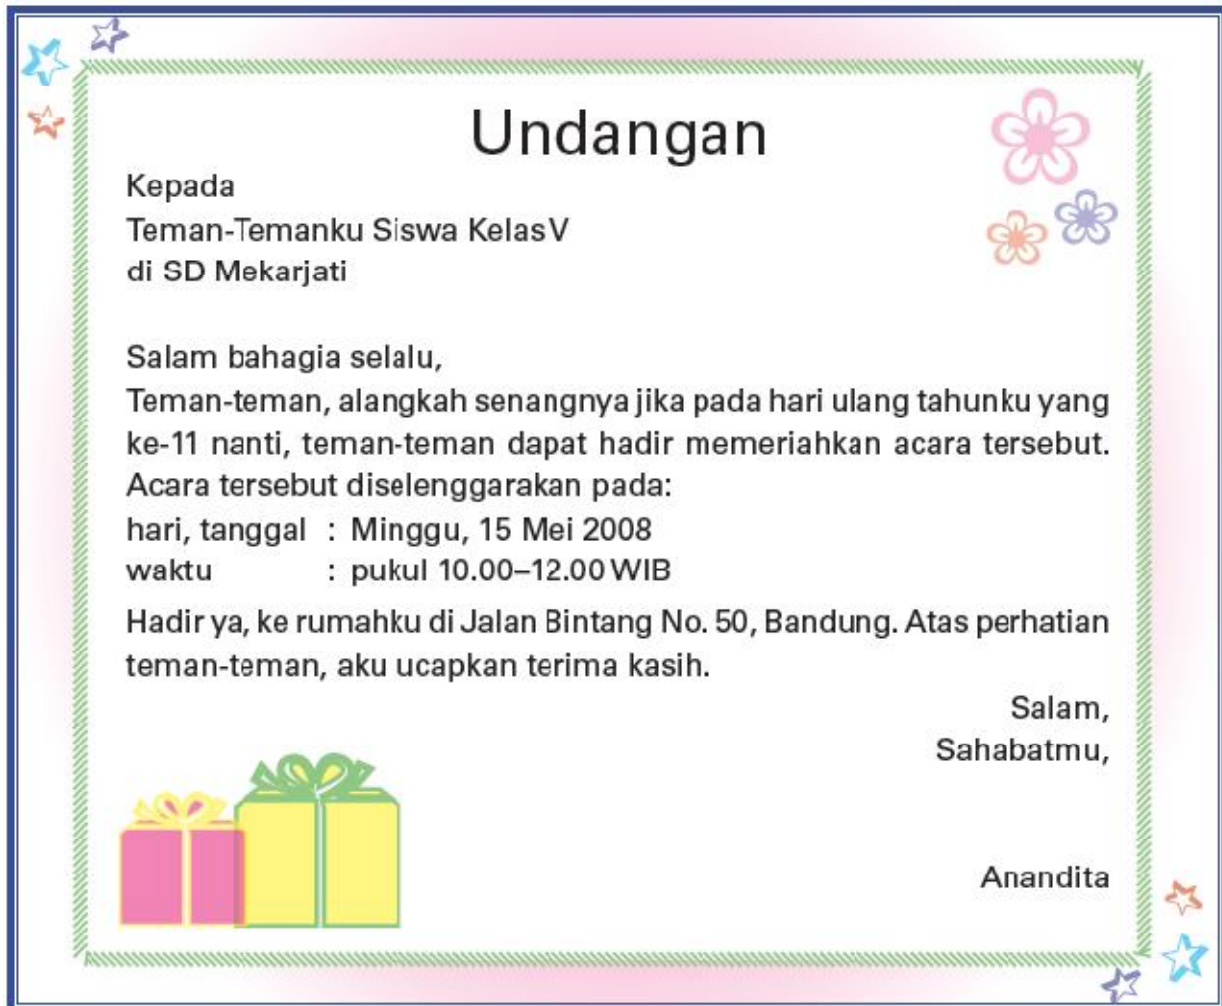 Undangan
Kepada
Teman-Temanku Siswa Kelas V
di SD Mekarjati
Salam bahagia selalu,
Teman-teman, alangkah senangnya jika pada hari ulang tahunku yang
ke-11 nanti, teman-teman dapat hadir memeriahkan acara tersebut.
Acara tersebut diselenggarakan pada:
hari, tanggal : Minggu, 15 Mei 2008
waktu : pukul 10.00–12.00 WIB
Hadir ya, ke rumahku di Jalan Bintang No. 50, Bandung. Atas perhatian
teman-teman, aku ucapkan terima kasih.
Salam,
Sahabatmu,
Anandita